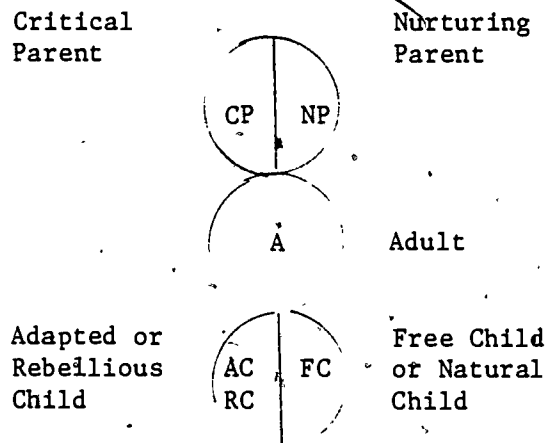 Critical
Parent
Nurturing
Parent
CP
NP
A
Adult
Adapted or
Rebellious
Child
AC
RC
FC
Free Child
or Natural
Child